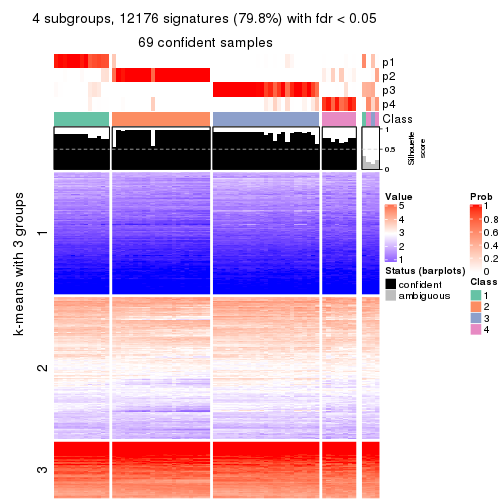 4 subgroups, 12176 signatures (79.8%) with fdr < 0.05
69 confident samples
p1
p2
p3
p4
Class
1
0.5
0
Silhouette
score
k-means with 3 groups
1
2
3
Value
5
4
3
2
1
Status (barplots)
confident
ambiguous
Prob
1
0.8
0.6
0.4
0.2
0
Class
1
2
3
4